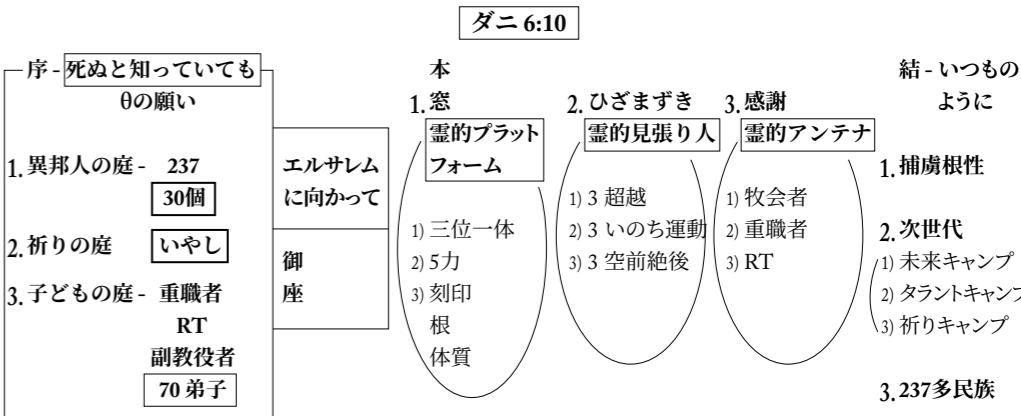 ダニ 6:10
序 - 死ぬと知っていても
θの願い
1. 異邦人の庭 - 237
30個
2. 祈りの庭 いやし
3. 子どもの庭 - 重職者
RT
副教役者
70 弟子
エルサレム
に向かって
御
座
本
1. 窓
霊的プラット
フォーム
1) 三位一体
2) 5力
3) 刻印
根
体質
2. ひざまずき
霊的見張り人
1) 3 超越
2) 3 いのち運動
3) 3 空前絶後
3. 感謝
霊的アンテナ
1) 牧会者
2) 重職者
3) RT
結 - いつもの
ように
1. 捕虜根性
2. 次世代
1) 未来キャンプ
2) タラントキャンプ
3) 祈りキャンプ
3. 237多民族